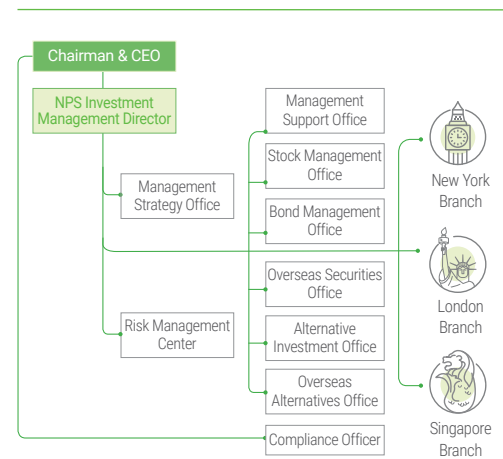 Chairman & CEO
NPS Investment
Management Director
Management
Strategy Office
Risk Management
Center
Management
Support Office
Stock Management
Office
Bond Management
Office
Overseas Securities
Office
Alternative
Investment Office
Overseas
Alternatives Office
Compliance Officer
New York
Branch
London
Branch
Singapore
Branch